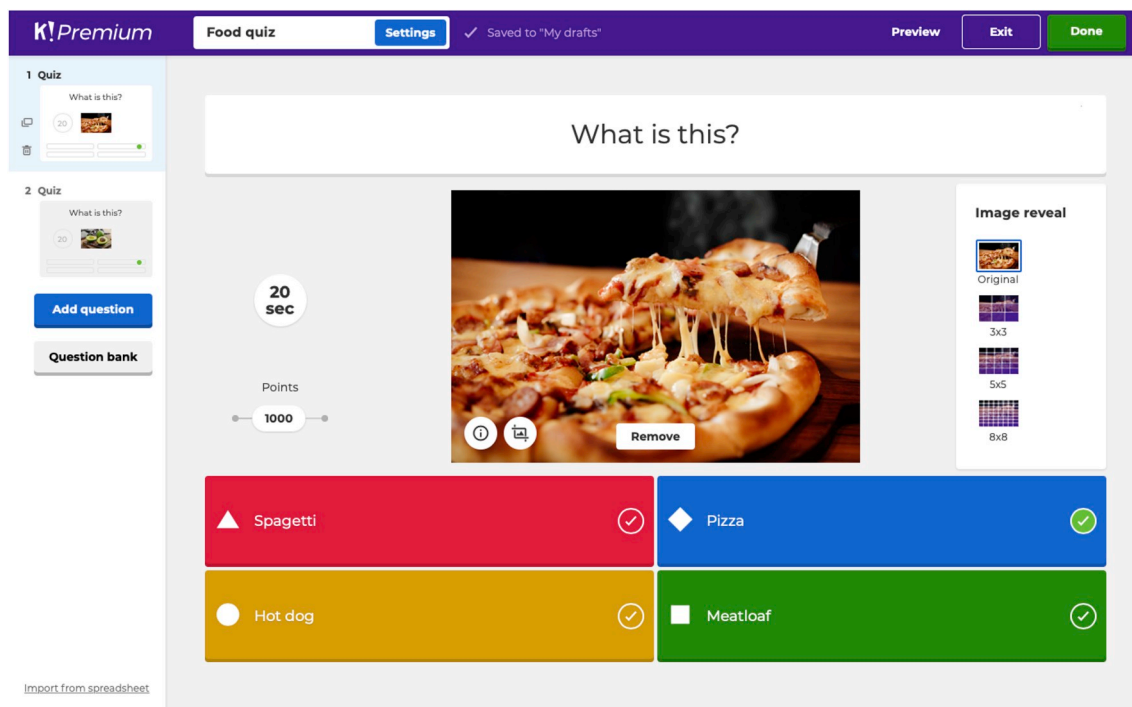 K! Premium
Food quiz
Settings
Saved to "My drafts"
Preview
Exit
Done
1 Quiz
What is this?
20
2 Quiz
What is this?
20
Add question
Question bank
Import from spreadsheet
What is this?
20
sec
Points
1000
Remove
Image reveal
Original
3x3
5x5
8x8
Spagetti
Pizza
Hot dog
Meatloaf